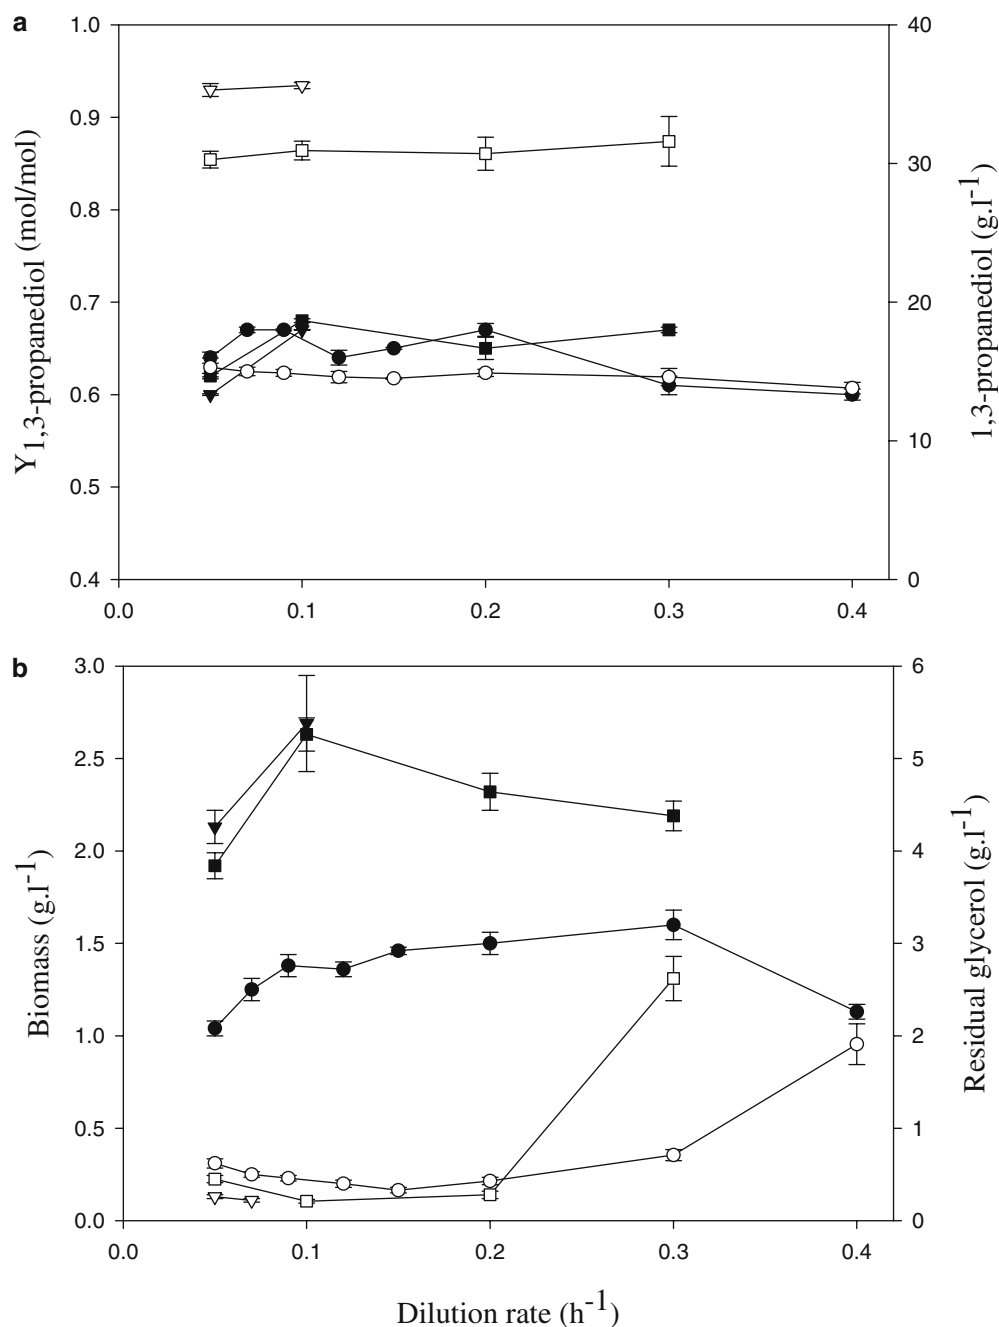 a
1.0
0.9
0.8
0.7
0.6
0.5
0.4
Y1,3-propanediol (mol/mol)
40
30
20
10
0
1,3-propanediol (g.l-1)
0.0 0.1 0.2 0.3 0.4
b
3.0
2.5
2.0
1.5
1.0
0.5
0.0
Biomass (g.l-1)
6
5
4
3
2
1
0
Residual glycerol (g.l-1)
0.0 0.1 0.2 0.3 0.4
Dilution rate (h-1)